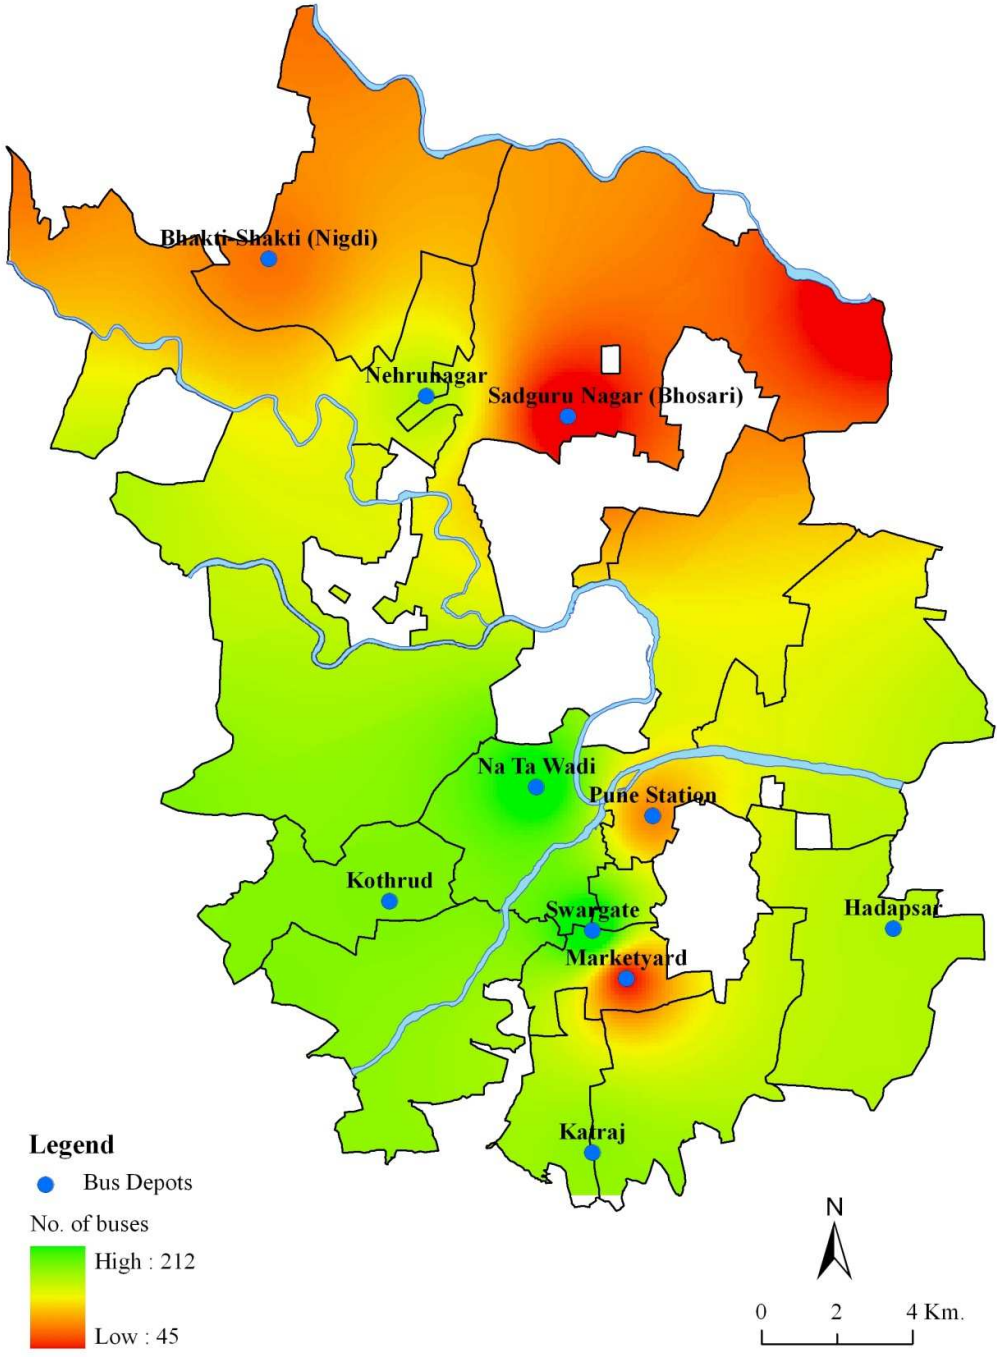 Bhakti-Shakti (Nigdi)
Nehrunagar
Sadguru Nagar (Bhosari)
Na Ta Wadi
Pune Station
Kothrud
Swargate
Hadapsar
Marketyard
Katraj
Legend
Bus Depots
No. of buses
High : 212
Low : 45
N
0 2 4 Km.